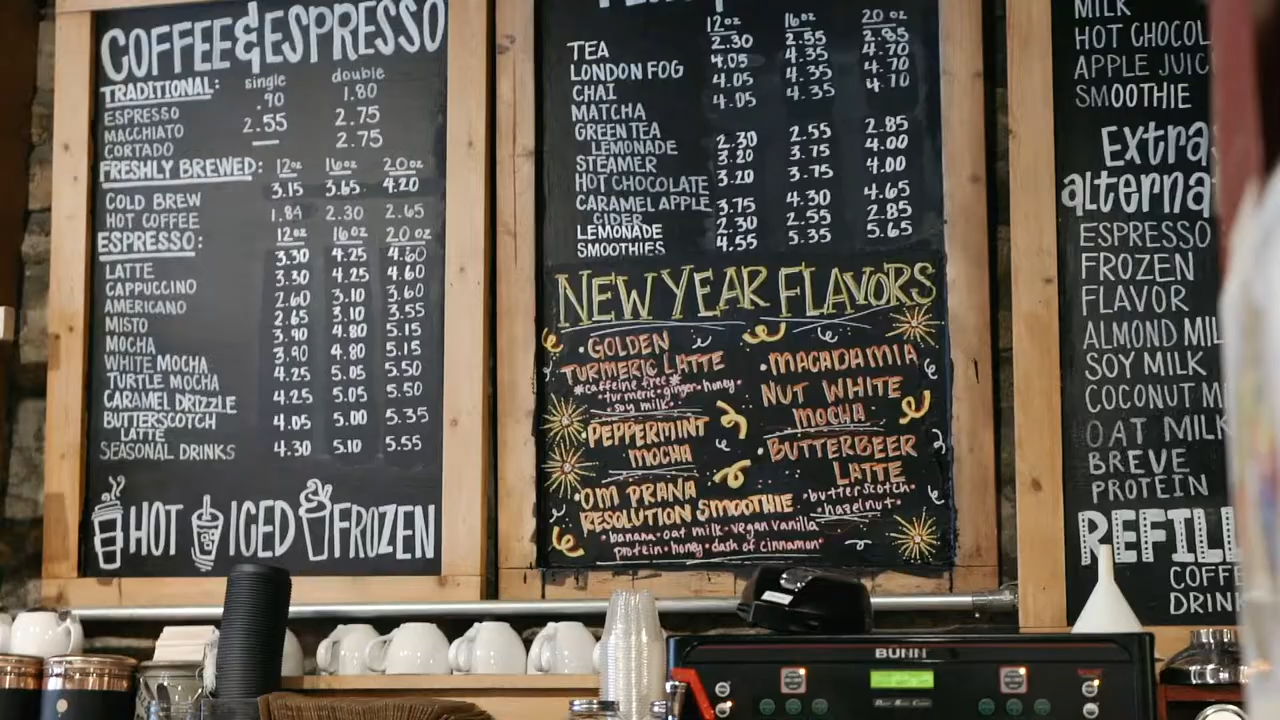 COFFEE & ESPRESSO
TRADITIONAL: single double
ESPRESSO .90 1.80
MACCHIATO 2.55 2.75
CORTADO — 2.75
FRESHLY BREWED: 12oz 16oz 20oz
COLD BREW 3.15 3.65 4.20
HOT COFFEE 1.84 2.30 2.65
ESPRESSO: 12oz 16oz 20oz
LATTE 3.30 4.25 4.60
CAPPUCCINO 3.30 4.25 4.60
AMERICANO 2.60 3.10 3.60
MISTO 2.65 3.10 3.55
MOCHA 3.90 4.80 5.15
WHITE MOCHA 3.90 4.80 5.15
TURTLE MOCHA 4.25 5.05 5.50
CARAMEL DRIZZLE 4.25 5.05 5.50
BUTTERSCOTCH
LATTE 4.05 5.00 5.35
SEASONAL DRINKS 4.30 5.10 5.55
HOT ICED FROZEN
12oz 16oz 20oz
TEA 2.30 2.55 2.85
LONDON FOG 4.05 4.35 4.70
CHAI 4.05 4.35 4.70
MATCHA 4.05 4.35 4.70
GREEN TEA
LEMONADE 2.30 2.55 2.85
STEAMER 3.20 3.75 4.00
HOT CHOCOLATE 3.20 3.75 4.00
CARAMEL APPLE
CIDER 3.75 4.30 4.65
LEMONADE 2.30 2.55 2.85
SMOOTHIES 4.55 5.35 5.65
NEW YEAR FLAVORS
•GOLDEN
TURMERIC LATTE
*caffeine free*
•turmeric•ginger•honey•
•soy milk•
PEPPERMINT
MOCHA
•OM PRANA
RESOLUTION SMOOTHIE
•banana•oat milk•vegan vanilla
protein•honey•dash of cinnamon•
•MACADAMIA
NUT WHITE
MOCHA
•BUTTERBEER
LATTE
•butterscotch•
•hazelnut•
MILK
HOT CHOCOL
APPLE JUIC
SMOOTHIE
Extra
alterna
ESPRESSO
FROZEN
FLAVOR
ALMOND MIL
SOY MILK
COCONUT M
OAT MILK
BREVE
PROTEIN
REFILL
COFFE
DRINK
BUNN